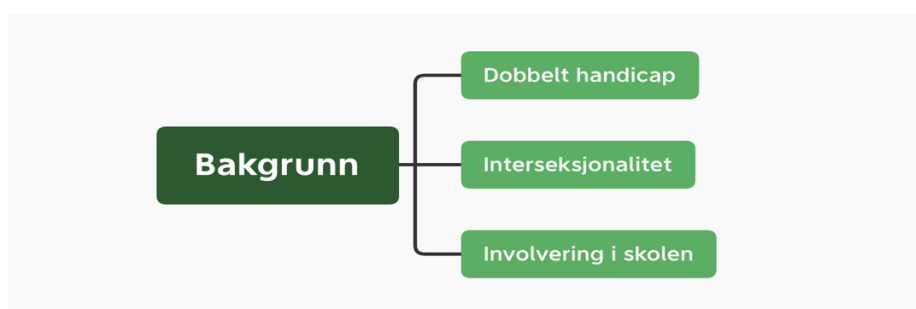 Bakgrunn
Dobbelt handicap
Interseksjonalitet
Involvering i skolen